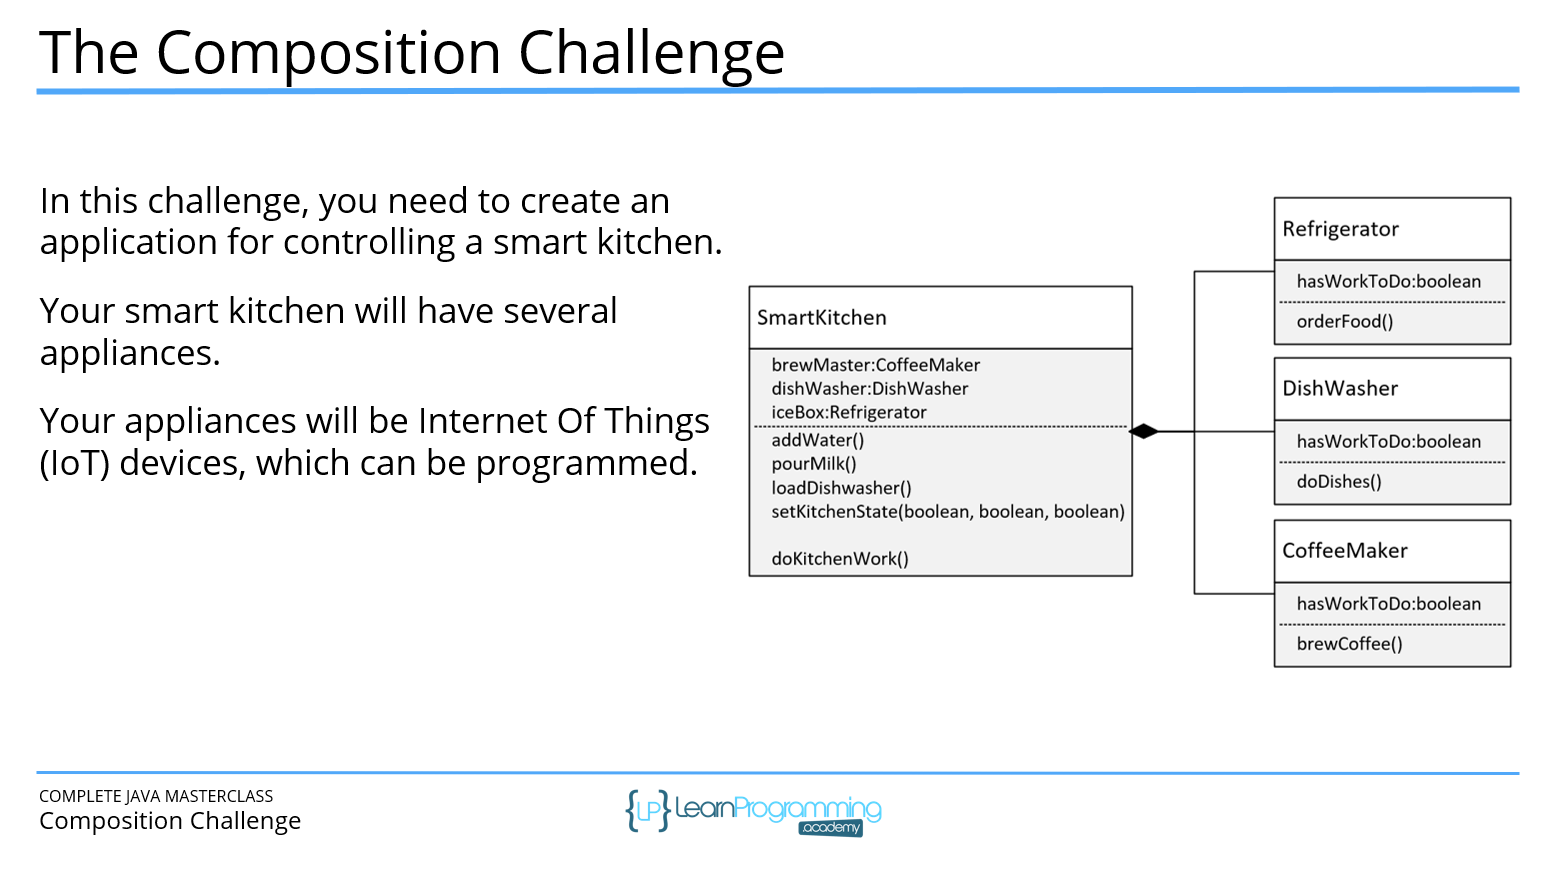 The Composition Challenge
In this challenge, you need to create an
application for controlling a smart kitchen.
Your smart kitchen will have several
appliances.
Your appliances will be Internet Of Things
(IoT) devices, which can be programmed.
SmartKitchen
brewMaster:CoffeeMaker
dishWasher:DishWasher
iceBox:Refrigerator
addWater()
pourMilk()
loadDishwasher()
setKitchenState(boolean, boolean, boolean)
doKitchenWork()
Refrigerator
hasWorkToDo:boolean
orderFood()
DishWasher
hasWorkToDo:boolean
doDishes()
CoffeeMaker
hasWorkToDo:boolean
brewCoffee()
COMPLETE JAVA MASTERCLASS
Composition Challenge
{LP} LearnProgramming
.academy